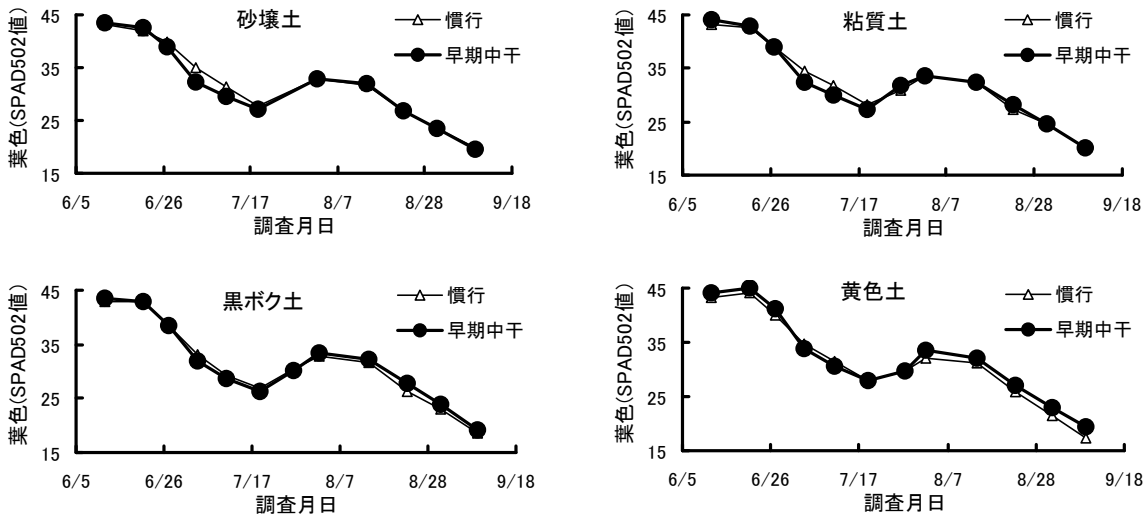 砂壌土
慣行
早期中干
葉色(SPAD502値)
45
35
25
15
6/5
6/26
7/17
8/7
8/28
9/18
調査月日
粘質土
慣行
早期中干
葉色(SPAD502値)
45
35
25
15
6/5
6/26
7/17
8/7
8/28
9/18
調査月日
黒ボク土
慣行
早期中干
葉色(SPAD502値)
45
35
25
15
6/5
6/26
7/17
8/7
8/28
9/18
調査月日
黄色土
慣行
早期中干
葉色(SPAD502値)
45
35
25
15
6/5
6/26
7/17
8/7
8/28
9/18
調査月日